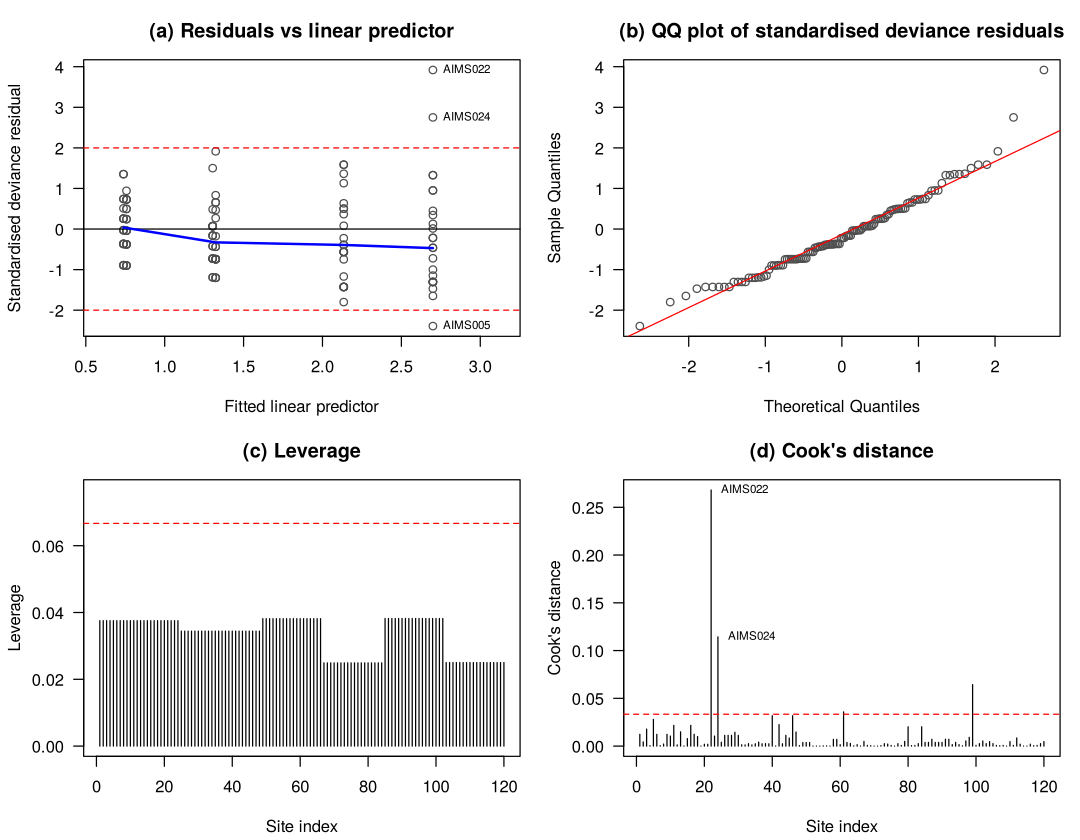 (a) Residuals vs linear predictor
Standardised deviance residual
4
3
2
1
0
-1
-2
AIMS022
AIMS024
AIMS005
0.5 1.0 1.5 2.0 2.5 3.0
Fitted linear predictor
(b) QQ plot of standardised deviance residuals
Sample Quantiles
4
3
2
1
0
-1
-2
-2 -1 0 1 2
Theoretical Quantiles
(c) Leverage
Leverage
0.06
0.04
0.02
0.00
0 20 40 60 80 100 120
Site index
(d) Cook's distance
Cook's distance
0.25
0.20
0.15
0.10
0.05
0.00
AIMS022
AIMS024
0 20 40 60 80 100 120
Site index